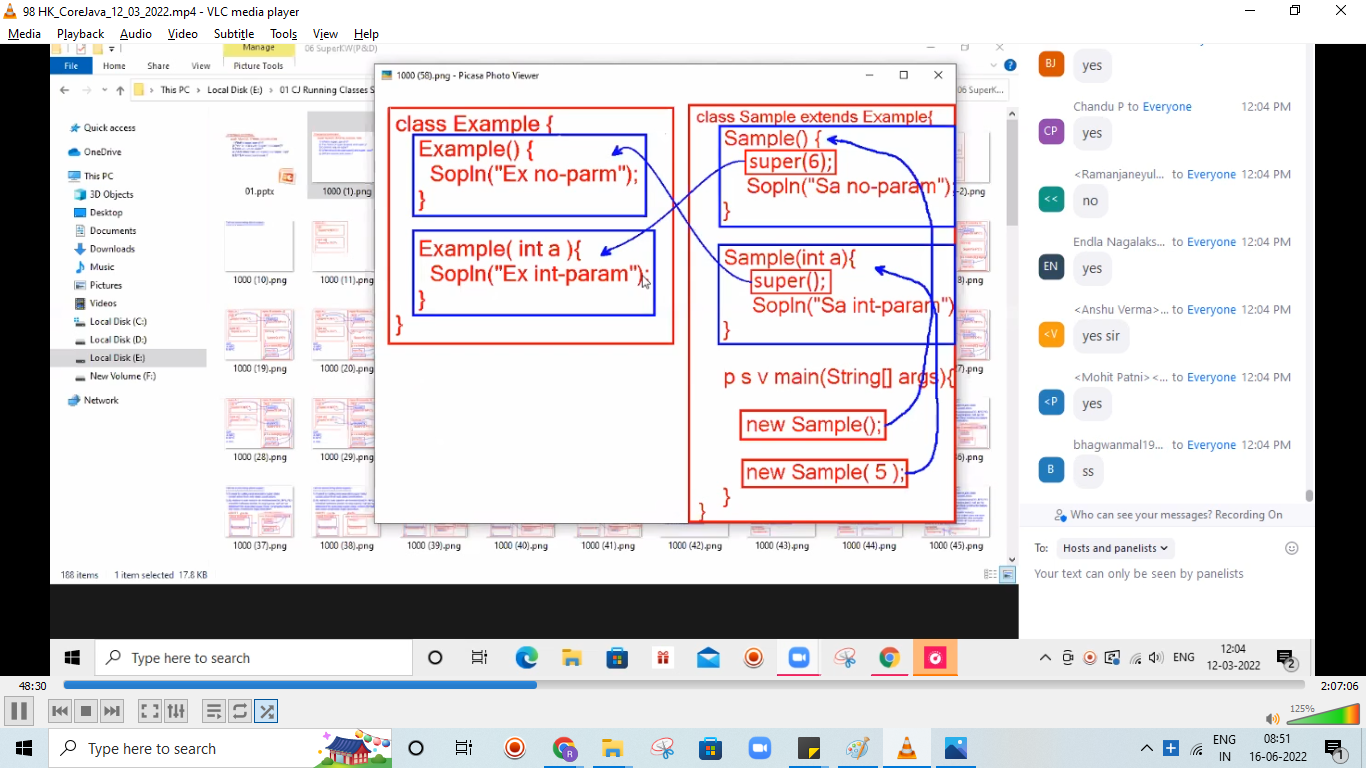 98 HK_CoreJava_12_03_2022.mp4 - VLC media player
Media Playback Audio Video Subtitle Tools View Help
Manage 06 SuperKW(P&D)
File Home Share View Picture Tools
This PC Local Disk (E:) 01 CJ Running Classes S
06 SuperK...
1000 (58).png - Picasa Photo Viewer
Quick access
OneDrive
This PC
3D Objects
Desktop
Documents
Downloads
Music
Pictures
Videos
Local Disk (C:)
Local Disk (D:)
Local Disk (E:)
New Volume (F:)
Network
01.pptx 1000 (1).png
1000 (10).png 1000 (11).png
1000 (19).png 1000 (20).png
1000 (28).png 1000 (29).png
1000 (37).png 1000 (38).png 1000 (39).png 1000 (40).png 1000 (41).png 1000 (42).png 1000 (43).png 1000 (44).png 1000 (45).png
188 items 1 item selected 17.8 KB
class Example {
Example() {
Sopln("Ex no-parm");
}
Example( int a ){
Sopln("Ex int-param");
}
}
class Sample extends Example{
Sample() {
super(6);
Sopln("Sa no-param")
}
Sample(int a){
super();
Sopln("Sa int-param")
}
p s v main(String[] args){
new Sample();
new Sample( 5 );
}
}
BJ yes
Chandu P to Everyone 12:04 PM
CP yes
<Ramanjaneyul... to Everyone 12:04 PM
<< no
Endla Nagalaks... to Everyone 12:04 PM
EN yes
<Anshu Verma>... to Everyone 12:04 PM
<V yes sir
<Mohit Patni> <... to Everyone 12:04 PM
<P yes
bhagwanmal19... to Everyone 12:04 PM
B ss
Who can see your messages? Recording On
To: Hosts and panelists
Your text can only be seen by panelists
Type here to search
ENG
12:04
12-03-2022
2
48:30
2:07:06
125%
Type here to search
R
ENG
IN
08:51
16-06-2022
1